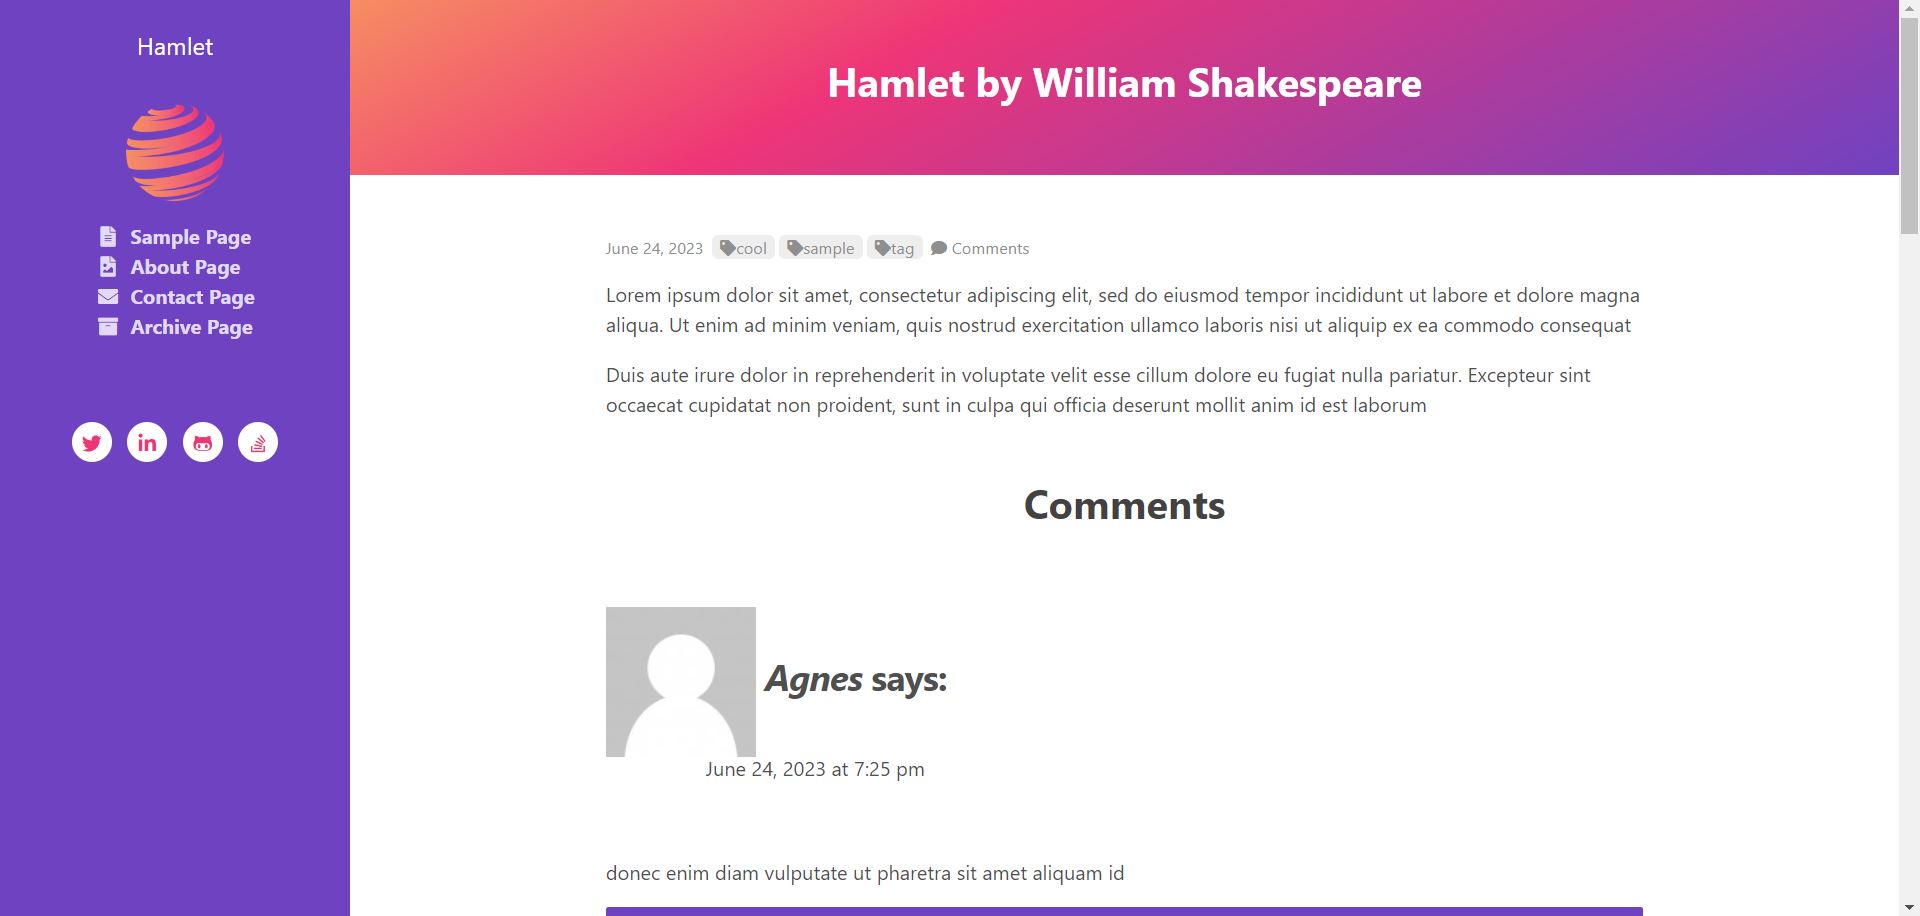 Hamlet
Sample Page
About Page
Contact Page
Archive Page
Hamlet by William Shakespeare
June 24, 2023 cool sample tag Comments
Lorem ipsum dolor sit amet, consectetur adipiscing elit, sed do eiusmod tempor incididunt ut labore et dolore magna
aliqua. Ut enim ad minim veniam, quis nostrud exercitation ullamco laboris nisi ut aliquip ex ea commodo consequat
Duis aute irure dolor in reprehenderit in voluptate velit esse cillum dolore eu fugiat nulla pariatur. Excepteur sint
occaecat cupidatat non proident, sunt in culpa qui officia deserunt mollit anim id est laborum
Comments
Agnes says:
June 24, 2023 at 7:25 pm
donec enim diam vulputate ut pharetra sit amet aliquam id